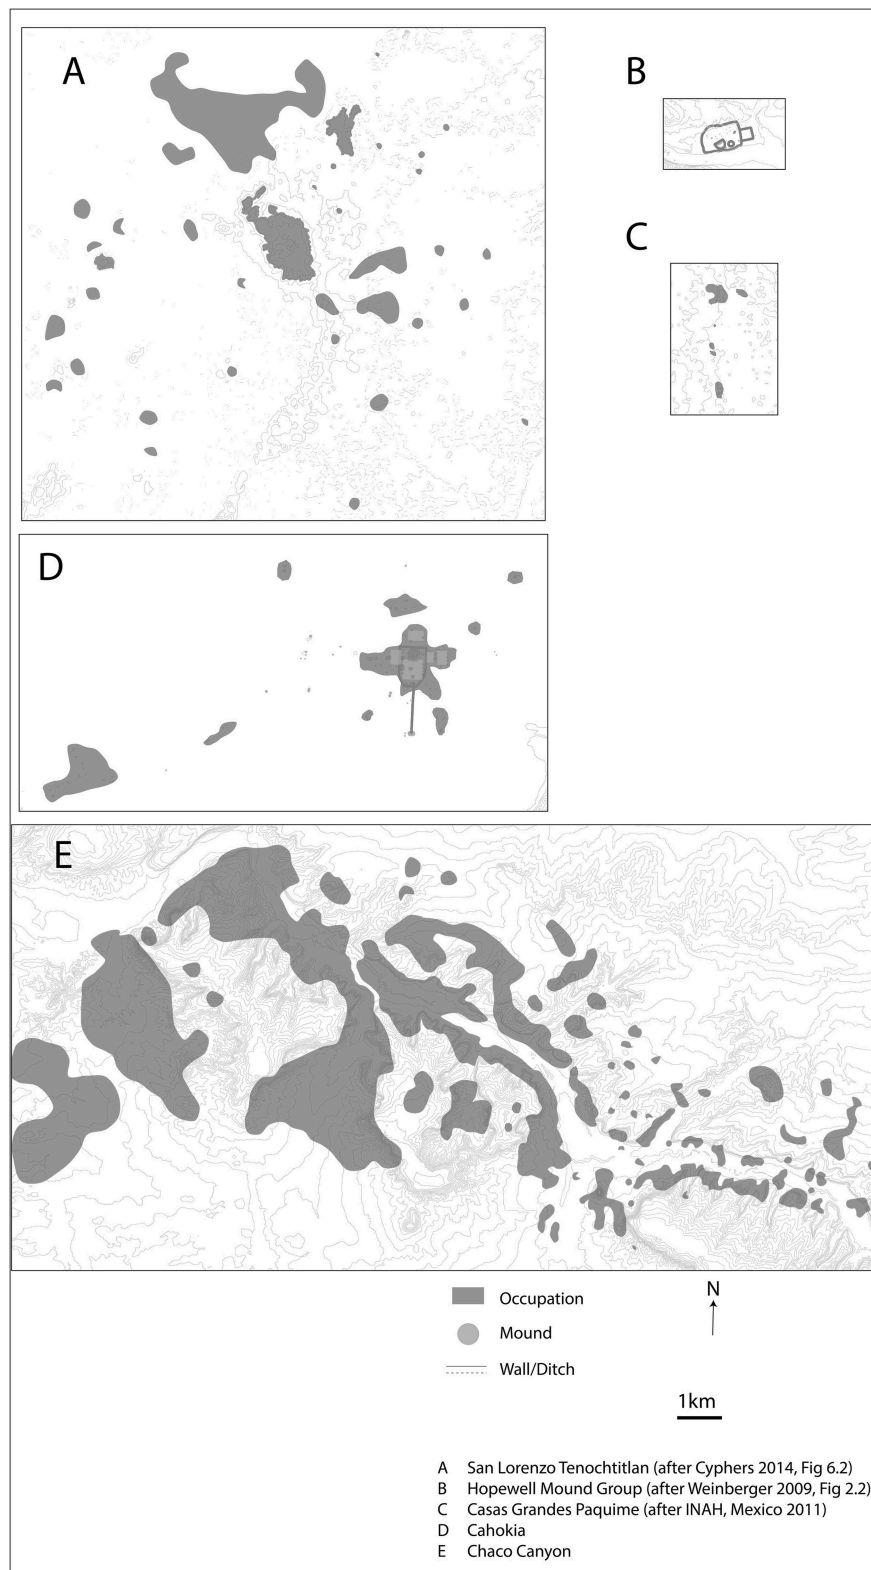 A
B
C
D
E
Occupation
N
Mound
Wall/Ditch
1km
A San Lorenzo Tenochtitlan (after Cyphers 2014, Fig 6.2)
B Hopewell Mound Group (after Weinberger 2009, Fig 2.2)
C Casas Grandes Paquime (after INAH, Mexico 2011)
D Cahokia
E Chaco Canyon